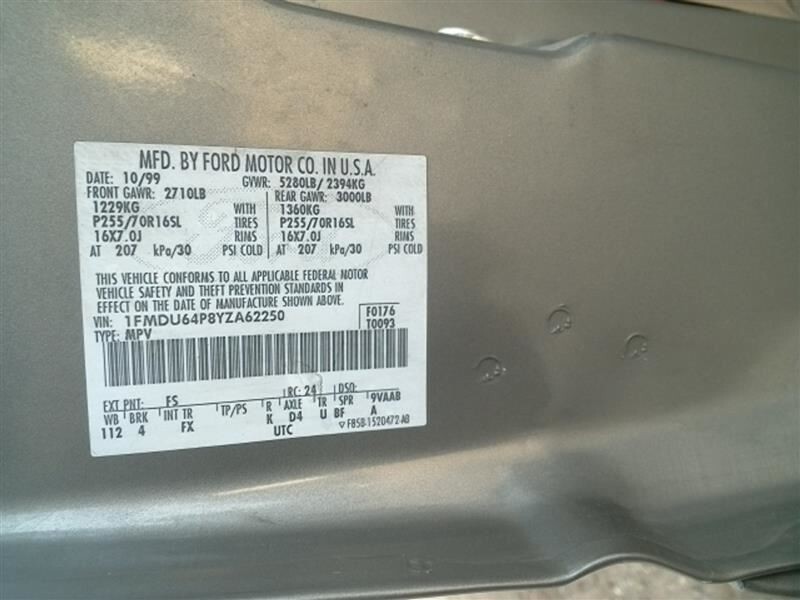 MFD. BY FORD MOTOR CO. IN U.S.A.
DATE: 10/99 GVWR: 5280LB/ 2394KG
FRONT GAWR: 2710LB REAR GAWR: 3000LB
1229KG WITH 1360KG WITH
P255/70R16SL TIRES P255/70R16SL TIRES
16X7.0J RIMS 16X7.0J RIMS
AT 207 kPa/30 PSI COLD AT 207 kPa/30 PSI COLD
THIS VEHICLE CONFORMS TO ALL APPLICABLE FEDERAL MOTOR
VEHICLE SAFETY AND THEFT PREVENTION STANDARDS IN
EFFECT ON THE DATE OF MANUFACTURE SHOWN ABOVE.
VIN: 1FMDU64P8YZA62250 F0176
TYPE: MPV T0093
EXT PNT: FS RC: 24 DSO:
WB BRK INT TR TP/PS R AXLE TR SPR 9VAAB
112 4 FX K D4 U BF A
UTC F85B-1520472-AB